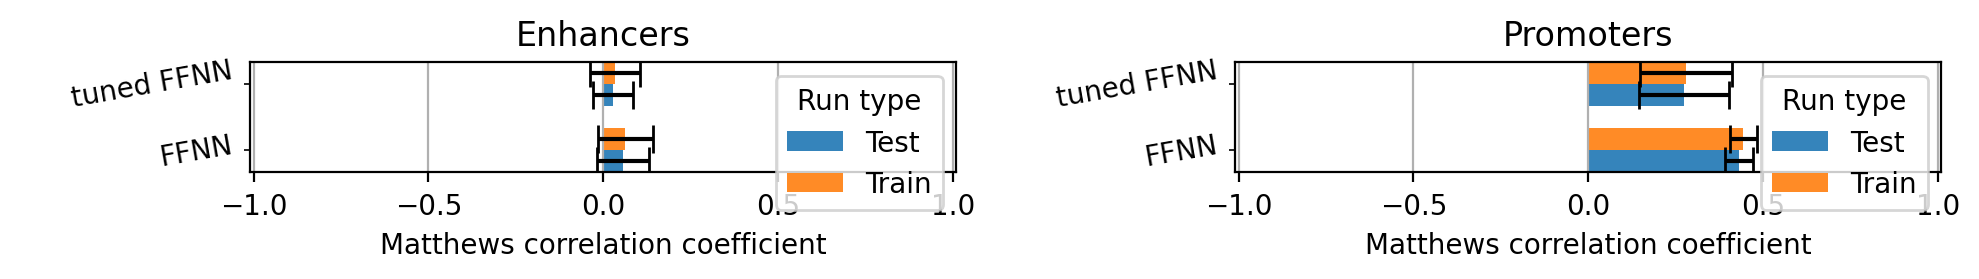 Enhancers
tuned FFNN
FFNN
Run type
Test
Train
−1.0
−0.5
0.0
0.5
1.0
Matthews correlation coefficient
Promoters
tuned FFNN
FFNN
Run type
Test
Train
−1.0
−0.5
0.0
0.5
1.0
Matthews correlation coefficient